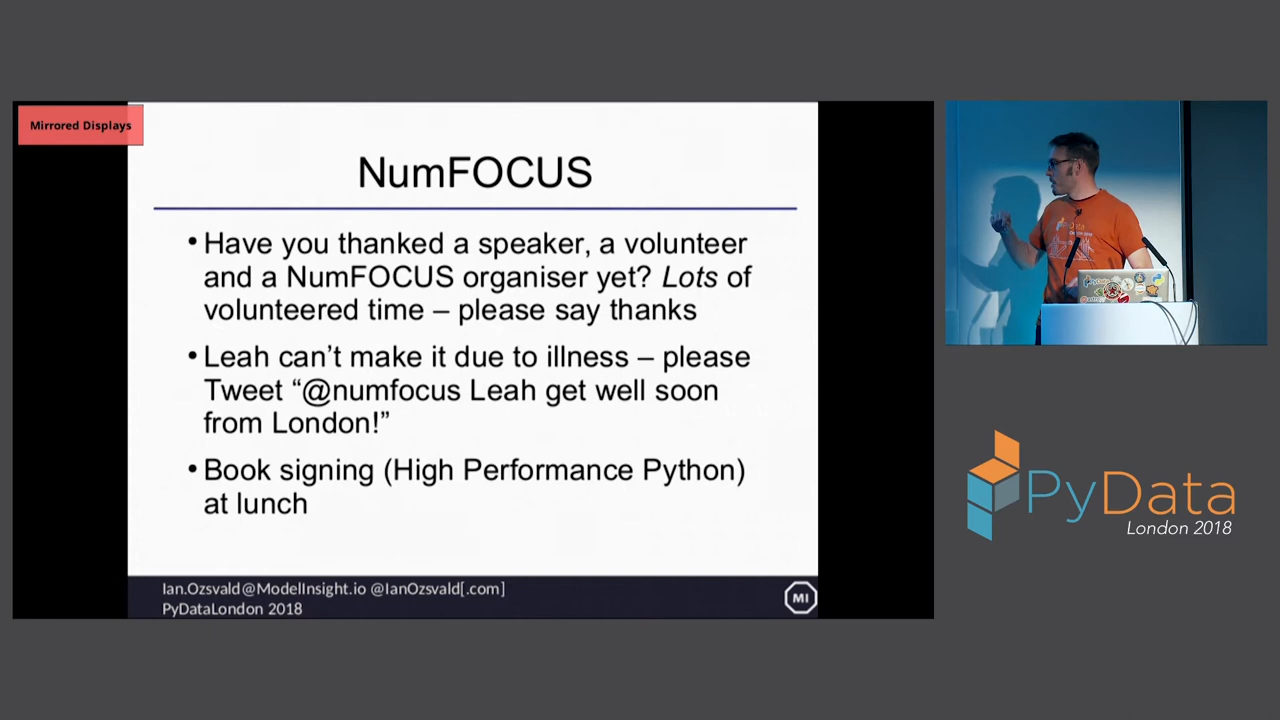 Mirrored Displays
NumFOCUS
•Have you thanked a speaker, a volunteer
and a NumFOCUS organiser yet? Lots of
volunteered time – please say thanks
•Leah can’t make it due to illness – please
Tweet “@numfocus Leah get well soon
from London!”
•Book signing (High Performance Python)
at lunch
Ian.Ozsvald@ModelInsight.io @IanOzsvald[.com]
PyDataLondon 2018
MI
PyData
London 2018